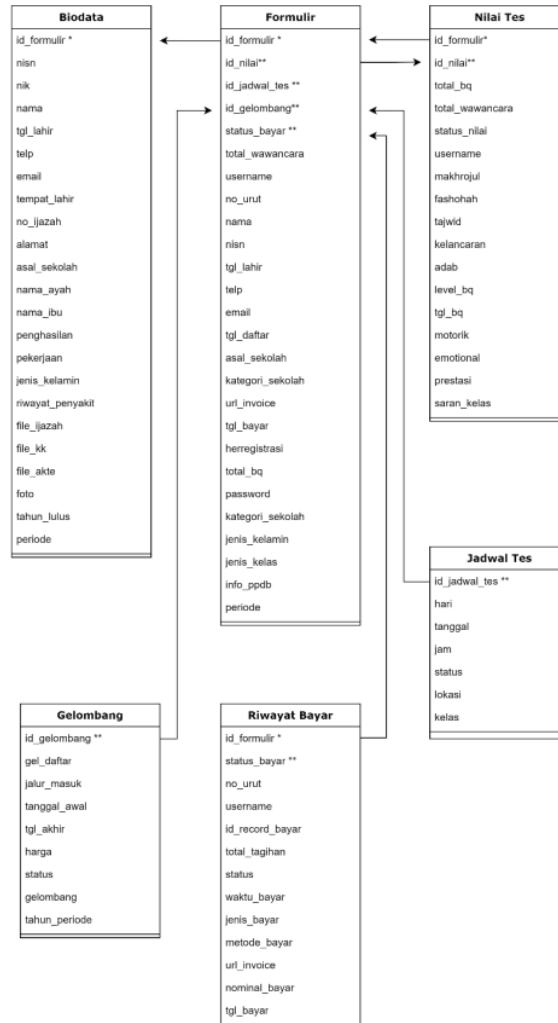 Biodata
id_formulir *
nisn
nik
nama
tgl_lahir
telp
email
tempat_lahir
no_ijazah
alamat
asal_sekolah
nama_ayah
nama_ibu
penghasilan
pekerjaan
jenis_kelamin
riwayat_penyakit
file_ijazah
file_kk
file_akte
foto
tahun_lulus
periode
Formulir
id_formulir *
id_nilai**
id_jadwal_tes **
id_gelombang**
status_bayar **
total_wawancara
username
no_urut
nama
nisn
tgl_lahir
telp
email
tgl_daftar
asal_sekolah
kategori_sekolah
url_invoice
tgl_bayar
herregistrasi
total_bq
password
kategori_sekolah
jenis_kelamin
jenis_kelas
info_ppdb
periode
Nilai Tes
id_formulir*
id_nilai**
total_bq
total_wawancara
status_nilai
username
makhrojul
fashohah
tajwid
kelancaran
adab
level_bq
tgl_bq
motorik
emotional
prestasi
saran_kelas
Jadwal Tes
id_jadwal_tes **
hari
tanggal
jam
status
lokasi
kelas
Gelombang
id_gelombang **
gel_daftar
jalur_masuk
tanggal_awal
tgl_akhir
harga
status
gelombang
tahun_periode
Riwayat Bayar
id_formulir *
status_bayar **
no_urut
username
id_record_bayar
total_tagihan
status
waktu_bayar
jenis_bayar
metode_bayar
url_invoice
nominal_bayar
tgl_bayar